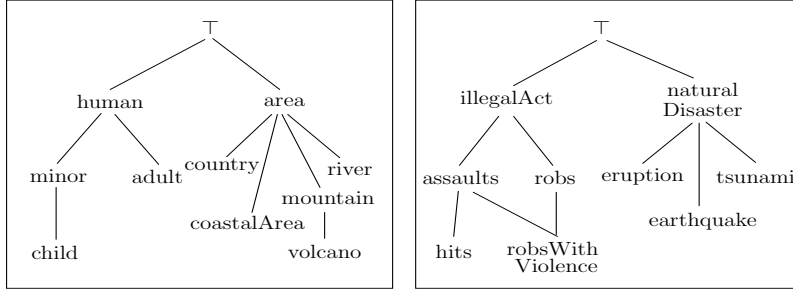 ⊤
human
area
minor
adult
country
river
mountain
coastalArea
child
volcano
⊤
illegalAct
natural
Disaster
assaults
robs
eruption
tsunami
earthquake
hits
robsWith
Violence